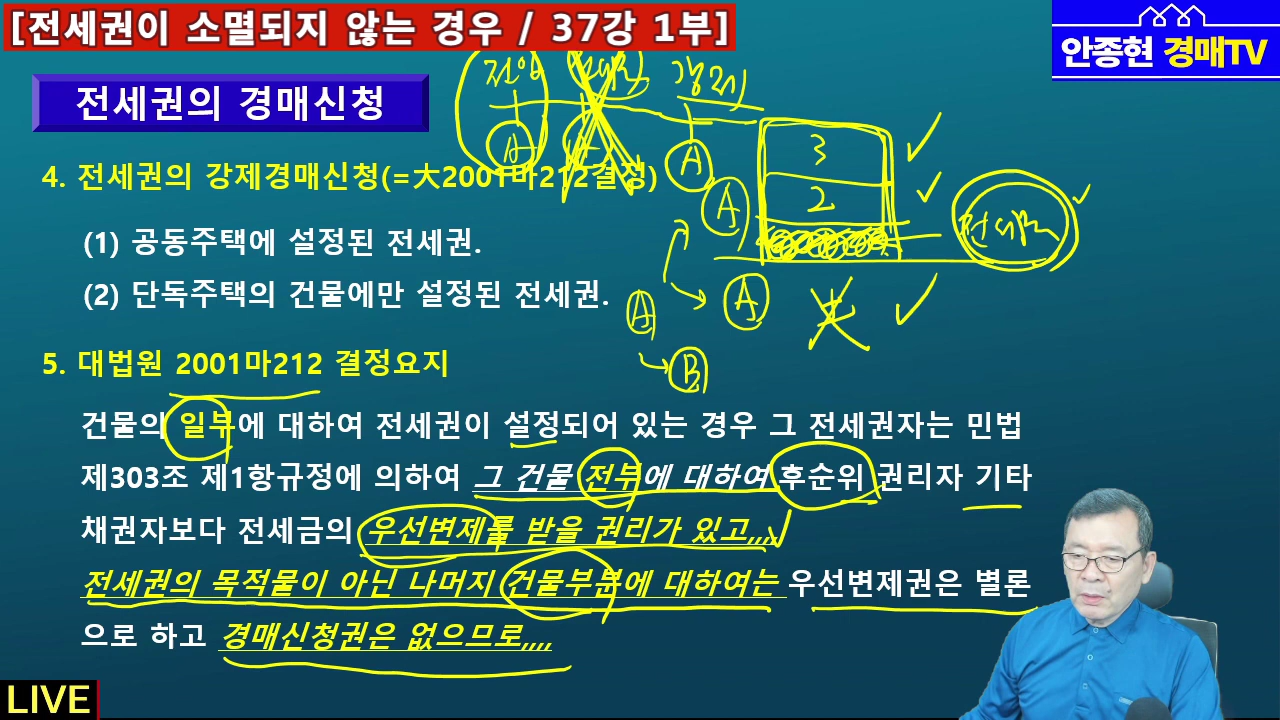 [전세권이 소멸되지 않는 경우 / 37강 1부]
안종현 경매TV
전세권의 경매신청
전입 강제
A
3
4. 전세권의 강제경매신청(=大2001마212결정)
A
2
전세권
(1) 공동주택에 설정된 전세권.
(2) 단독주택의 건물에만 설정된 전세권.
A
A
B
5. 대법원 2001마212 결정요지
건물의 일부에 대하여 전세권이 설정되어 있는 경우 그 전세권자는 민법
제303조 제1항규정에 의하여 그 건물 전부에 대하여 후순위 권리자 기타
채권자보다 전세금의 우선변제를 받을 권리가 있고,,,,
전세권의 목적물이 아닌 나머지 건물부분에 대하여는 우선변제권은 별론
으로 하고 경매신청권은 없으므로,,,,
LIVE